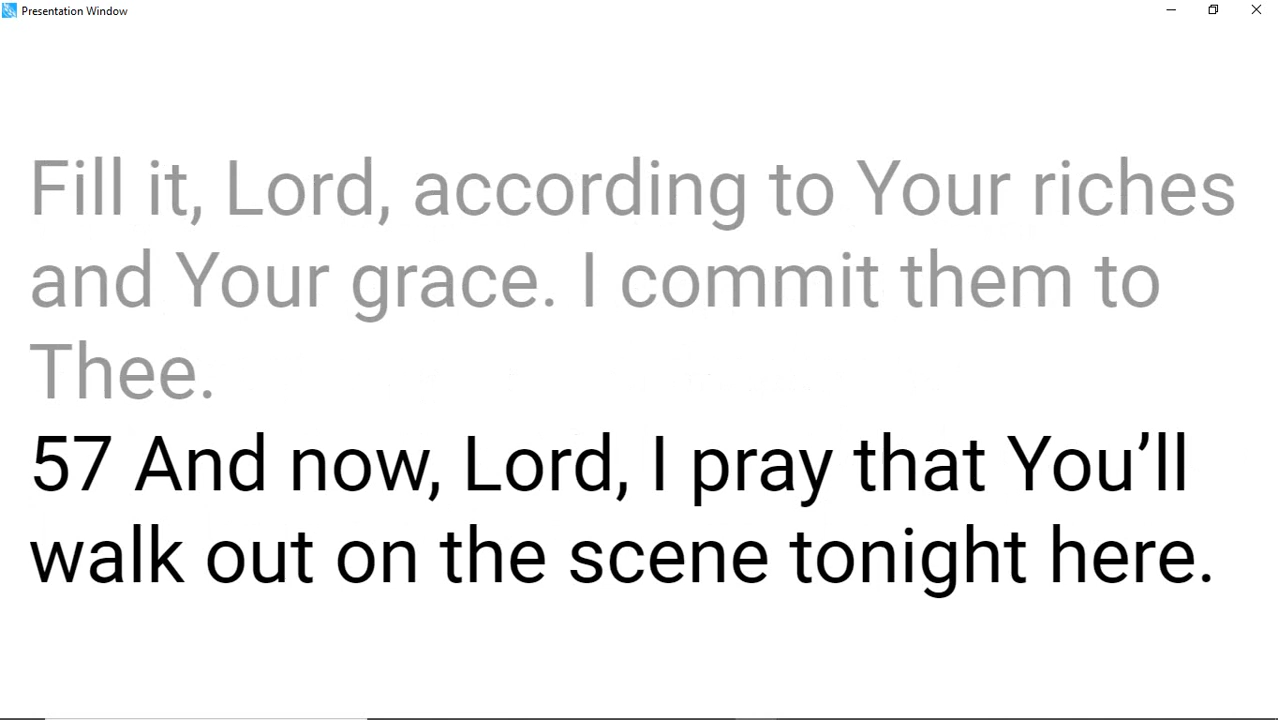 Presentation Window
Fill it, Lord, according to Your riches
and Your grace. I commit them to
Thee.
57 And now, Lord, I pray that You’ll
walk out on the scene tonight here.